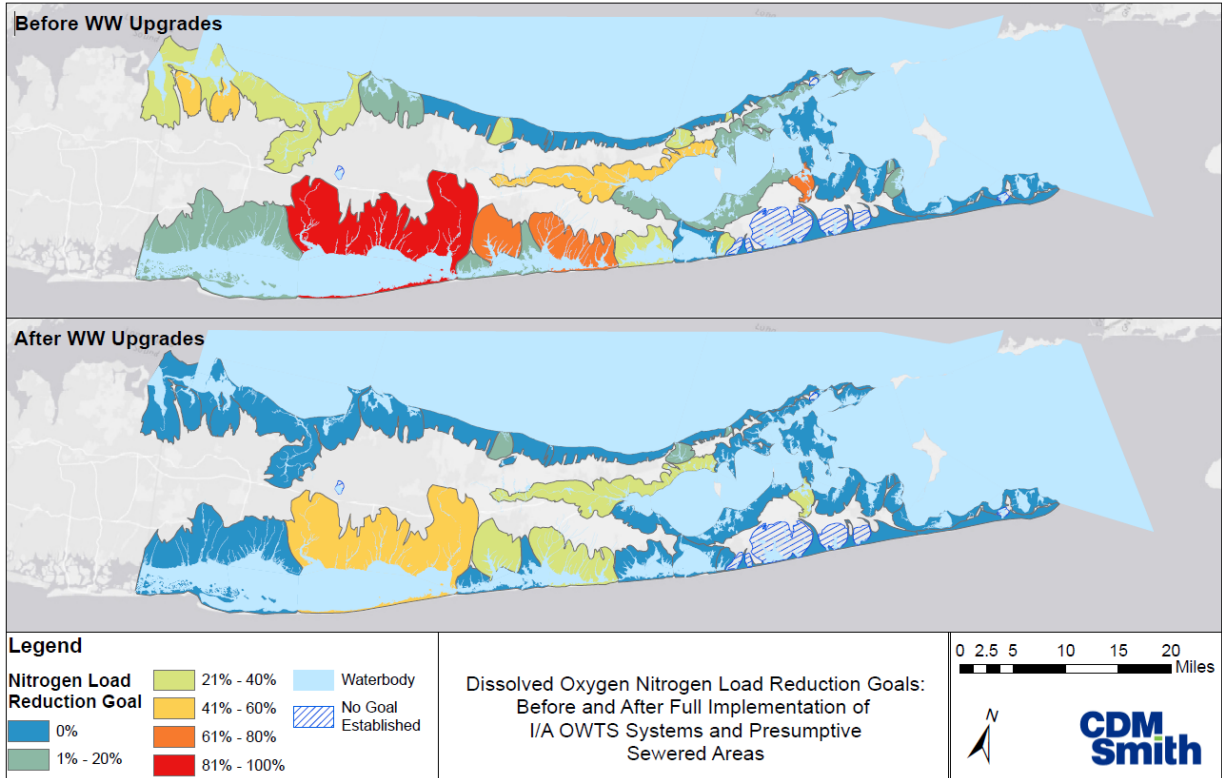 Before WW Upgrades
After WW Upgrades
Legend
Nitrogen Load
Reduction Goal
0%
1% - 20%
21% - 40%
41% - 60%
61% - 80%
81% - 100%
Waterbody
No Goal
Established
Dissolved Oxygen Nitrogen Load Reduction Goals:
Before and After Full Implementation of
I/A OWTS Systems and Presumptive
Sewered Areas
0 2.5 5 10 15 20
Miles
N
CDM
Smith